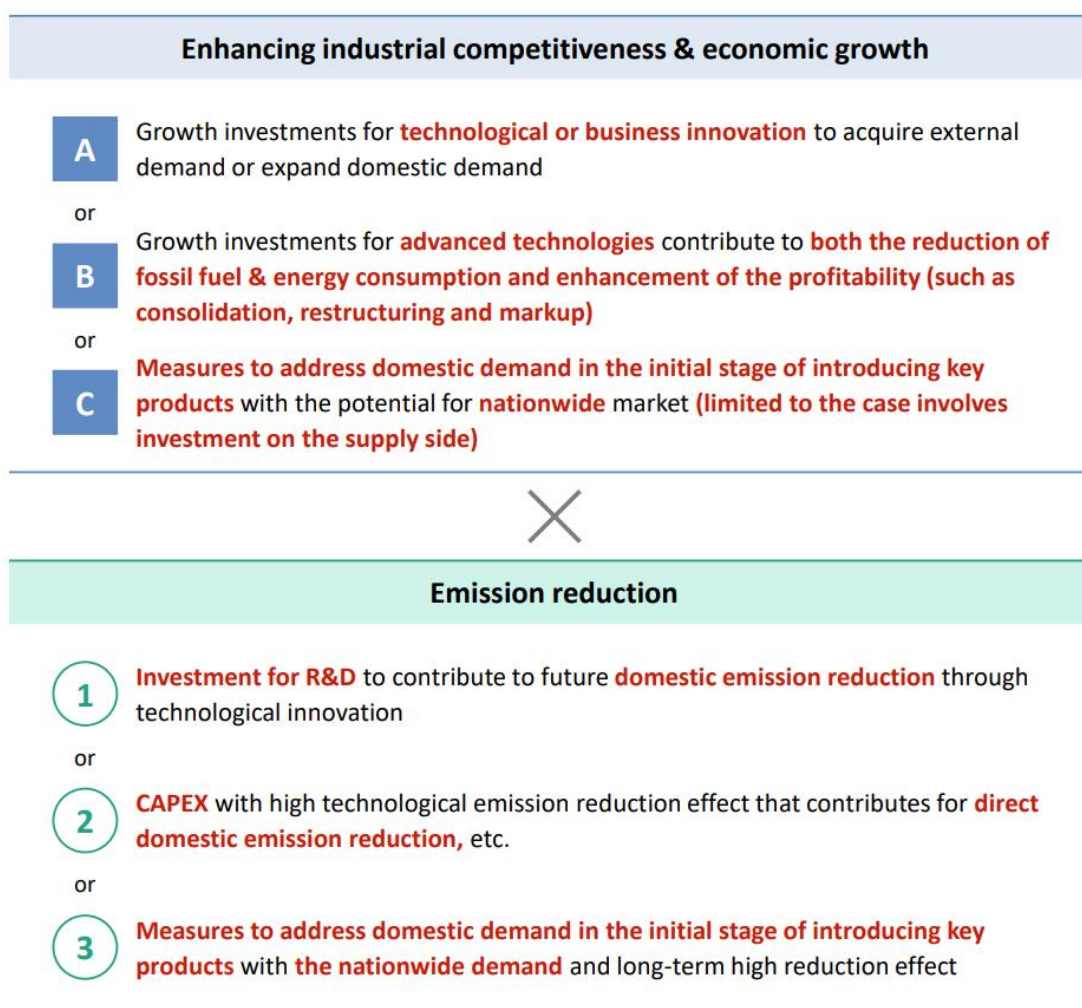 Enhancing industrial competitiveness & economic growth
A
Growth investments for technological or business innovation to acquire external
demand or expand domestic demand
or
B
Growth investments for advanced technologies contribute to both the reduction of
fossil fuel & energy consumption and enhancement of the profitability (such as
consolidation, restructuring and markup)
or
C
Measures to address domestic demand in the initial stage of introducing key
products with the potential for nationwide market (limited to the case involves
investment on the supply side)
Emission reduction
1
Investment for R&D to contribute to future domestic emission reduction through
technological innovation
or
2
CAPEX with high technological emission reduction effect that contributes for direct
domestic emission reduction, etc.
or
3
Measures to address domestic demand in the initial stage of introducing key
products with the nationwide demand and long-term high reduction effect